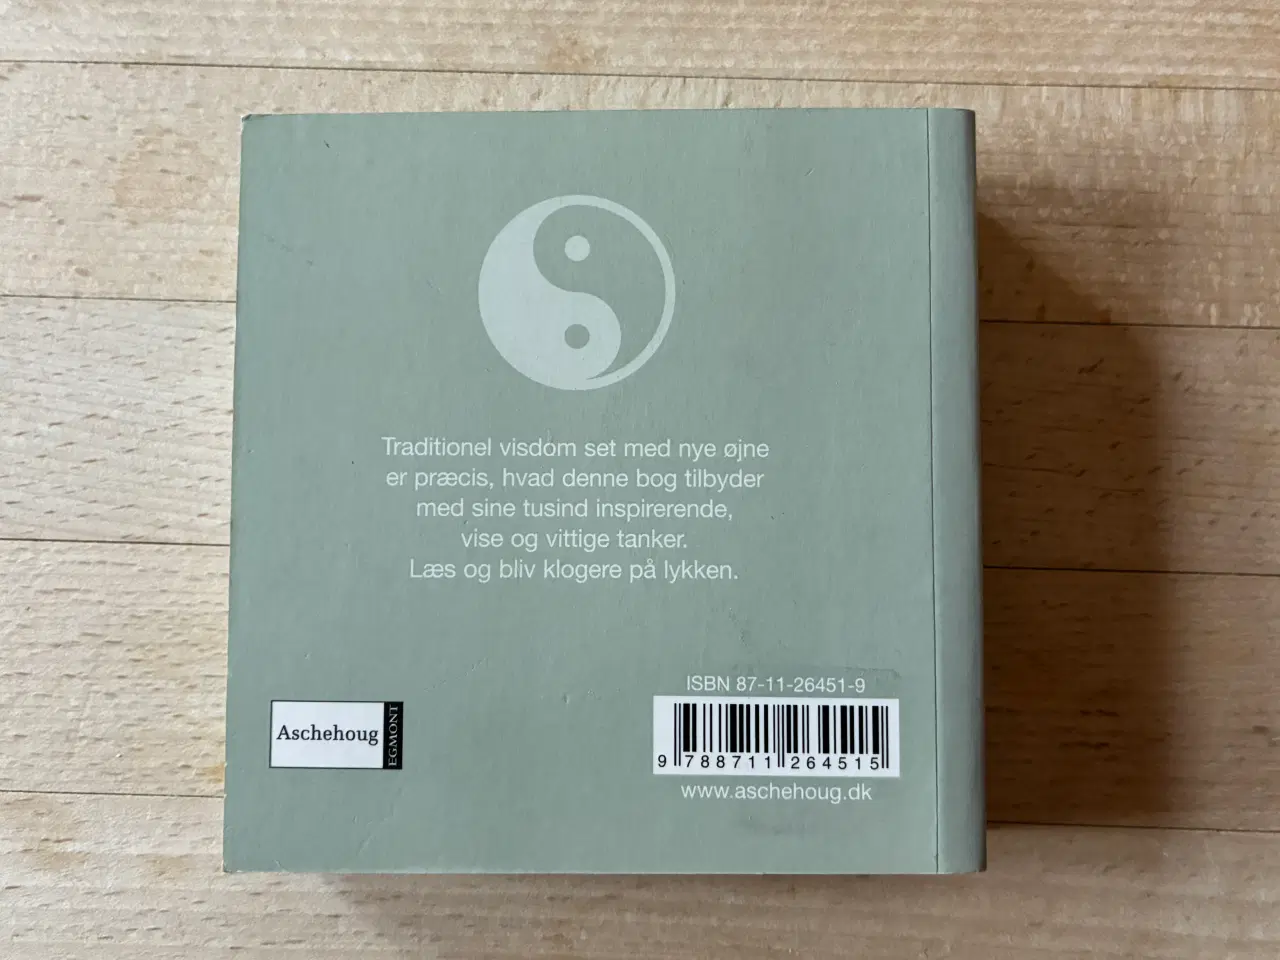 Traditionel visdom set med nye øjne
er præcis, hvad denne bog tilbyder
med sine tusind inspirerende,
vise og vittige tanker.
Læs og bliv klogere på lykken.
Aschehoug
EGMONT
ISBN 87-11-26451-9
9 788711 264515
www.aschehoug.dk